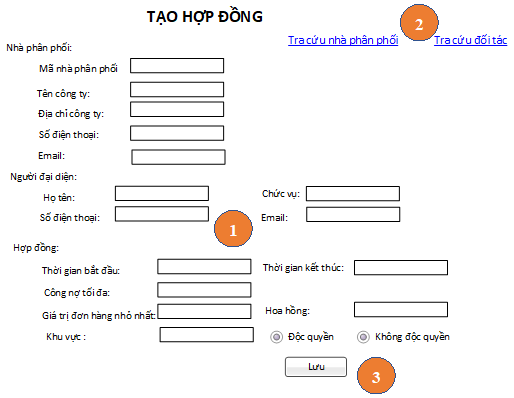 TẠO HỢP ĐỒNG
Tra cứu nhà phân phối 2 Tra cứu đối tác
Nhà phân phối:
Mã nhà phân phối
Tên công ty:
Địa chỉ công ty:
Số điện thoại:
Email:
Người đại diện:
Họ tên: Chức vụ:
Số điện thoại: Email:
1
Hợp đồng:
Thời gian bắt đầu: Thời gian kết thúc:
Công nợ tối đa:
Giá trị đơn hàng nhỏ nhất: Hoa hồng:
Khu vực : Độc quyền Không độc quyền
Lưu 3